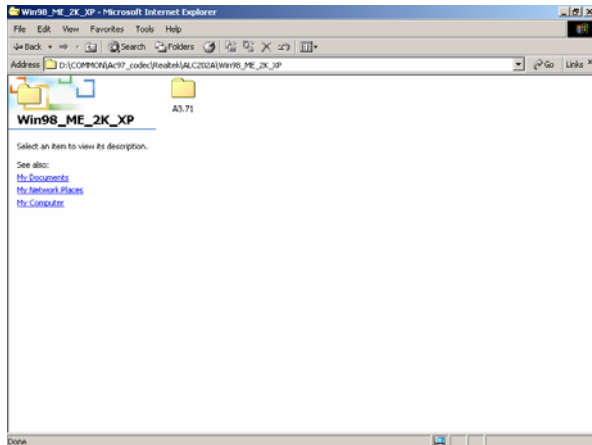 Win98_ME_2K_XP - Microsoft Internet Explorer
File Edit View Favorites Tools Help
Back Search Folders
Address D:\COMMON\Ac97_codec\Realtek\ALC202A\Win98_ME_2K_XP Go Links »
A3.71
Win98_ME_2K_XP
Select an item to view its description.
See also:
My Documents
My Network Places
My Computer
Done